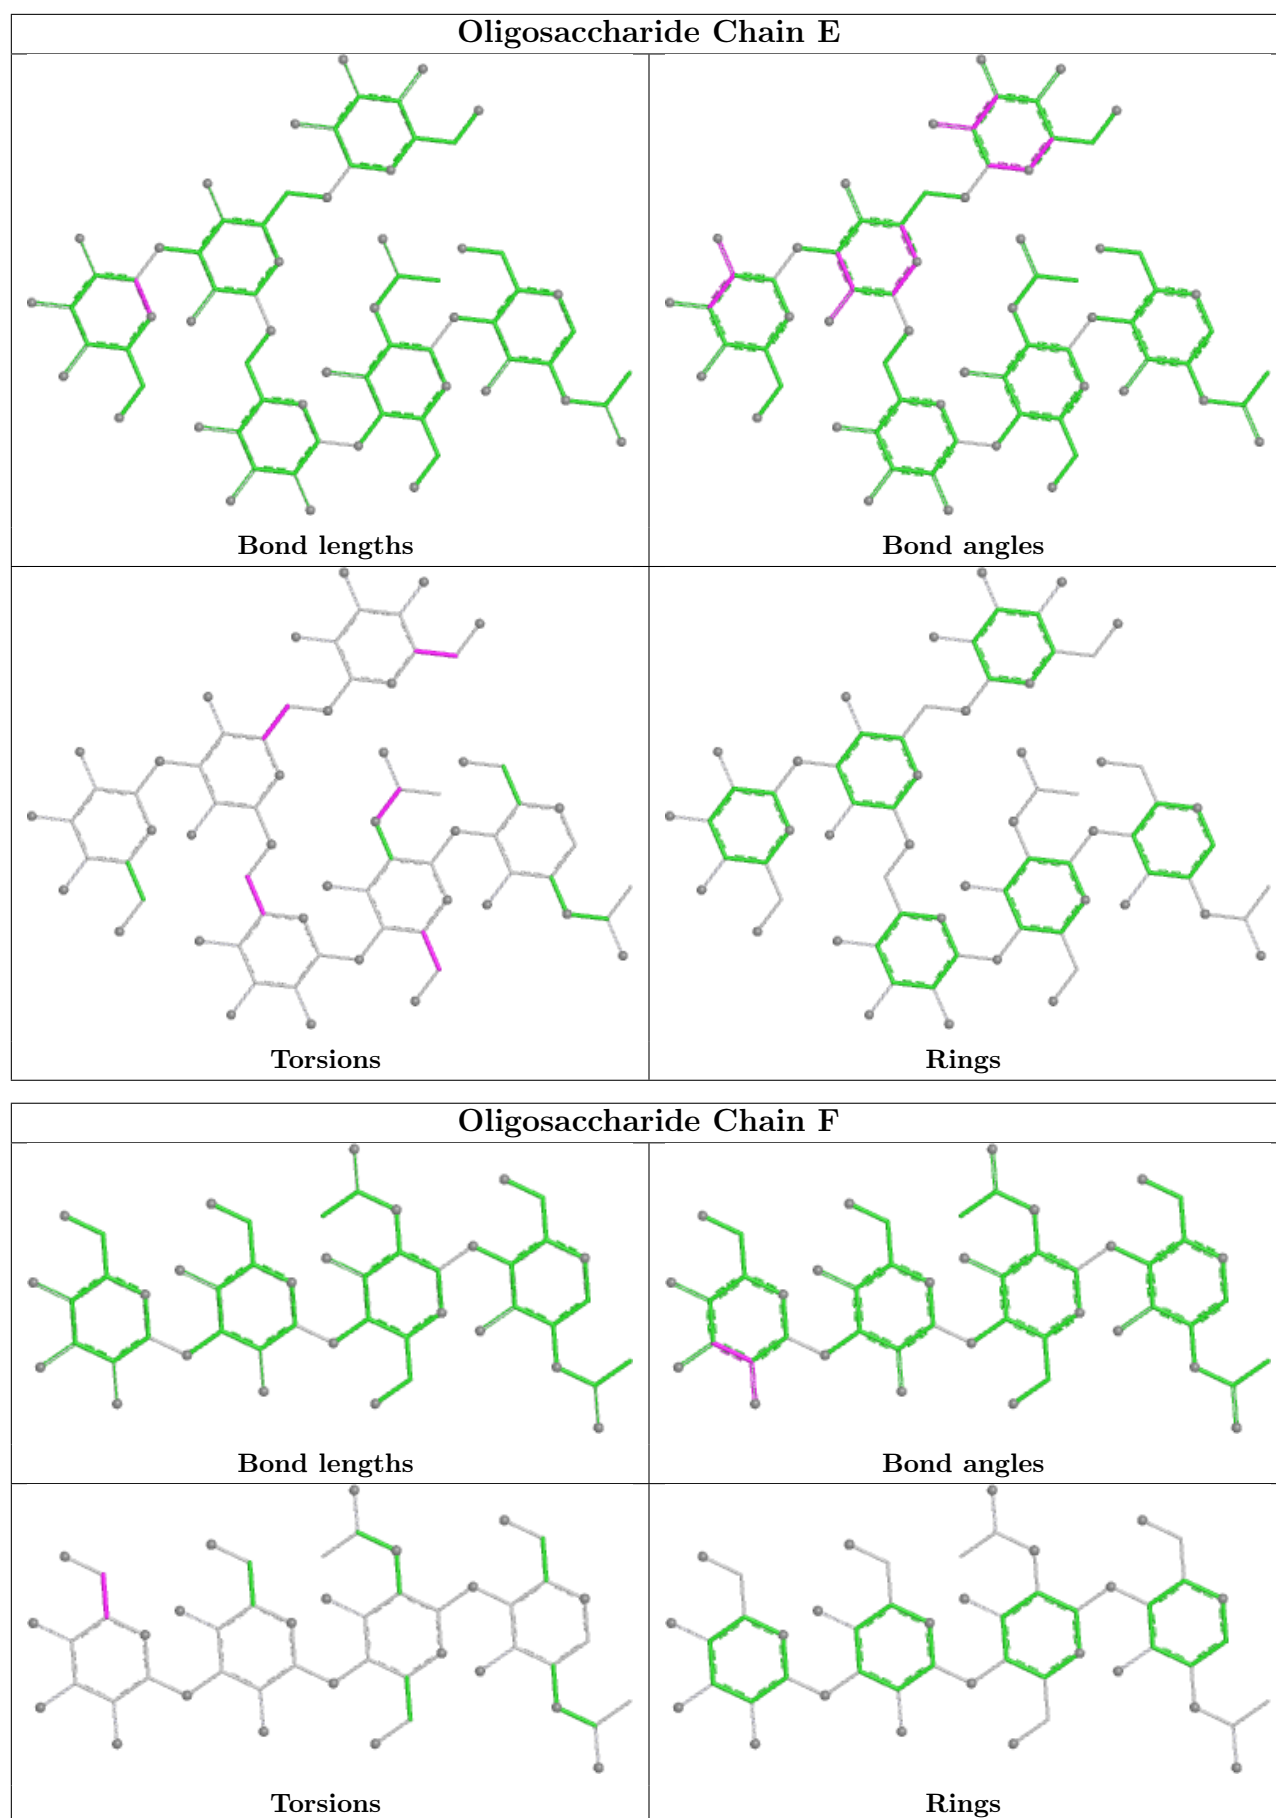 Oligosaccharide Chain E
Bond lengths
Bond angles
Torsions
Rings
Oligosaccharide Chain F
Bond lengths
Bond angles
Torsions
Rings